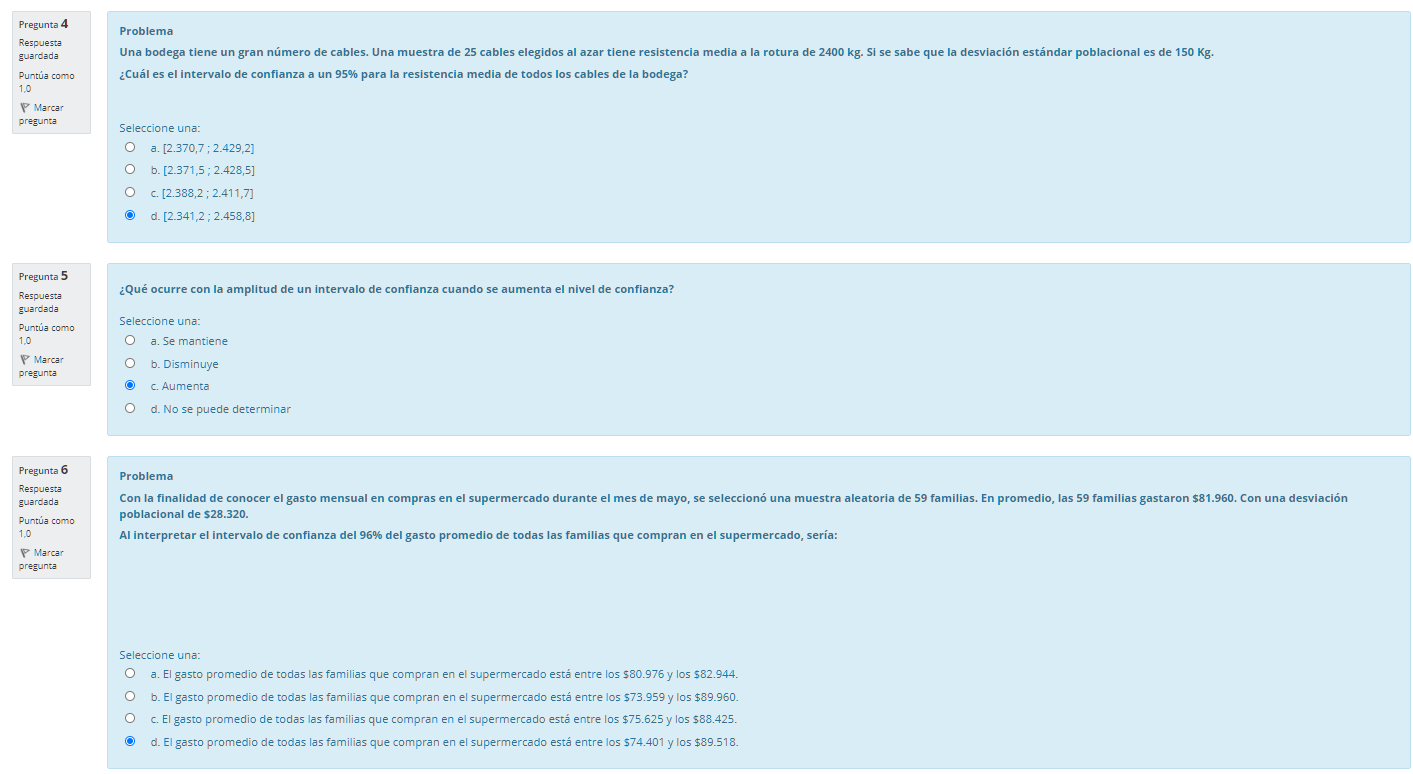 Pregunta 4
Respuesta
guardada
Puntúa como
1,0
Marcar
pregunta
Problema
Una bodega tiene un gran número de cables. Una muestra de 25 cables elegidos al azar tiene resistencia media a la rotura de 2400 kg. Si se sabe que la desviación estándar poblacional es de 150 Kg.
¿Cuál es el intervalo de confianza a un 95% para la resistencia media de todos los cables de la bodega?
Seleccione una:
a. [2.370,7 ; 2.429,2]
b. [2.371,5 ; 2.428,5]
c. [2.388,2 ; 2.411,7]
d. [2.341,2 ; 2.458,8]
Pregunta 5
Respuesta
guardada
Puntúa como
1,0
Marcar
pregunta
¿Qué ocurre con la amplitud de un intervalo de confianza cuando se aumenta el nivel de confianza?
Seleccione una:
a. Se mantiene
b. Disminuye
c. Aumenta
d. No se puede determinar
Pregunta 6
Respuesta
guardada
Puntúa como
1,0
Marcar
pregunta
Problema
Con la finalidad de conocer el gasto mensual en compras en el supermercado durante el mes de mayo, se seleccionó una muestra aleatoria de 59 familias. En promedio, las 59 familias gastaron $81.960. Con una desviación
poblacional de $28.320.
Al interpretar el intervalo de confianza del 96% del gasto promedio de todas las familias que compran en el supermercado, sería:
Seleccione una:
a. El gasto promedio de todas las familias que compran en el supermercado está entre los $80.976 y los $82.944.
b. El gasto promedio de todas las familias que compran en el supermercado está entre los $73.959 y los $89.960.
c. El gasto promedio de todas las familias que compran en el supermercado está entre los $75.625 y los $88.425.
d. El gasto promedio de todas las familias que compran en el supermercado está entre los $74.401 y los $89.518.